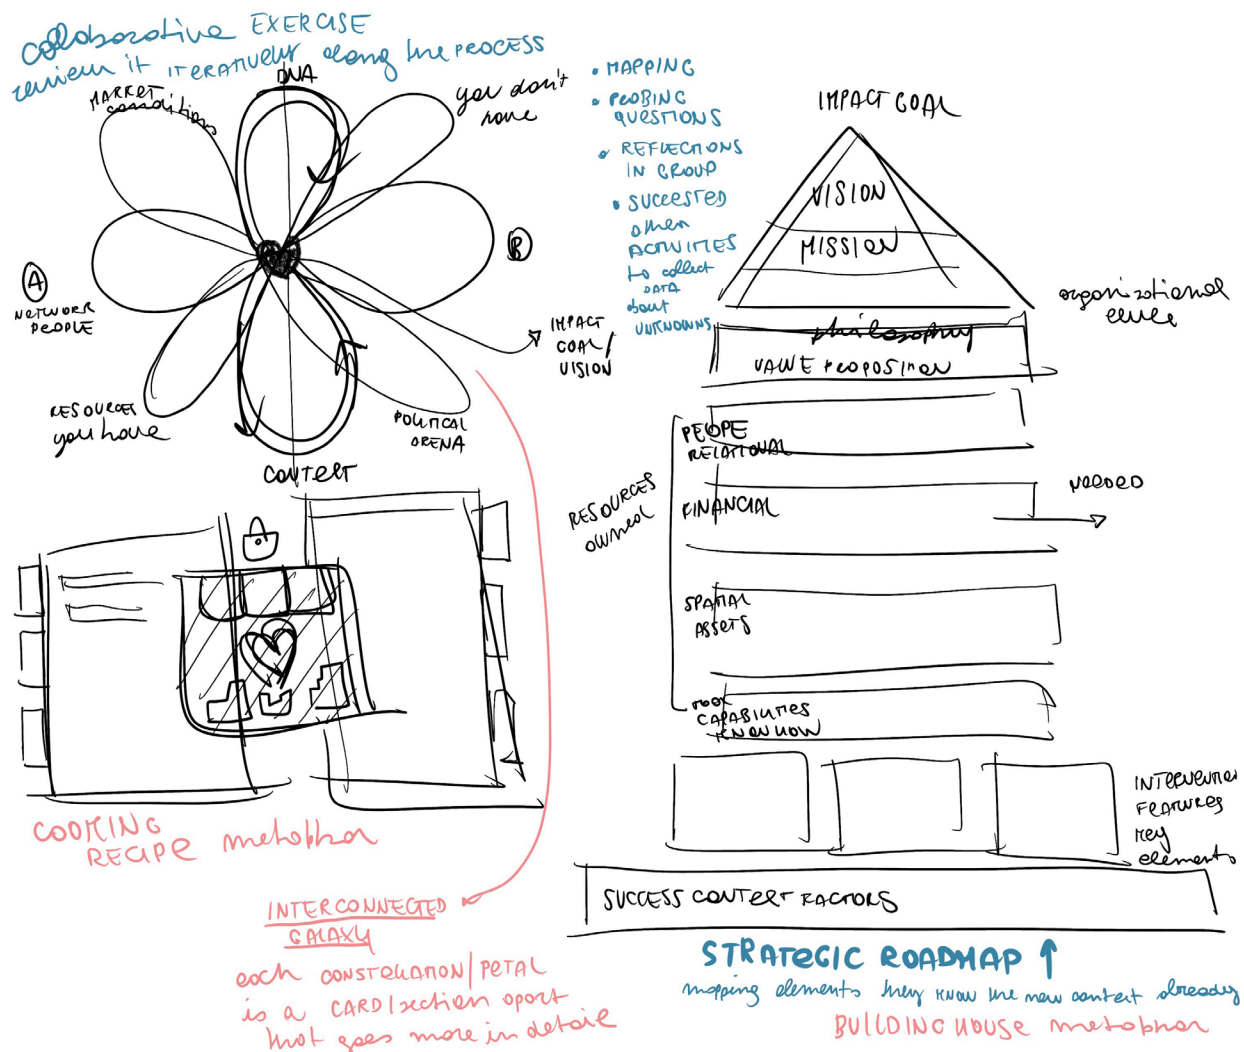 collaborative EXERCISE
review it ITERATIVELY along the PROCESS
DNA
MARKET
conditions
you don't
have
A
NETWORK
PEOPLE
B
IMPACT
GOAL/
VISION
RESOURCES
you have
POLITICAL
ARENA
CONTEXT
• MAPPING
• PROBING
QUESTIONS
• REFLECTIONS
IN GROUP
• SUGGESTED
other
ACTIVITIES
to collect
DATA
about
UNKNOWNS
IMPACT GOAL
VISION
MISSION
organizational
philosophy
VALUE PROPOSITION
RESOURCES
owned
PEOPE
RELATIONAL
FINANCIAL
NEEDED
SPATIAL
ASSETS
CAPABILITIES
KNOWHOW
INTERVENTION
FEATURES
key
elements
SUCCESS CONTEXT FACTORS
STRATEGIC ROADMAP
mapping elements they know the new context already
BUILDING HOUSE metaphor
COOKING
RECIPE metaphor
INTERCONNECTED
GALAXY
each CONSTELLATION/PETAL
is a CARD/section apart
that goes more in detail